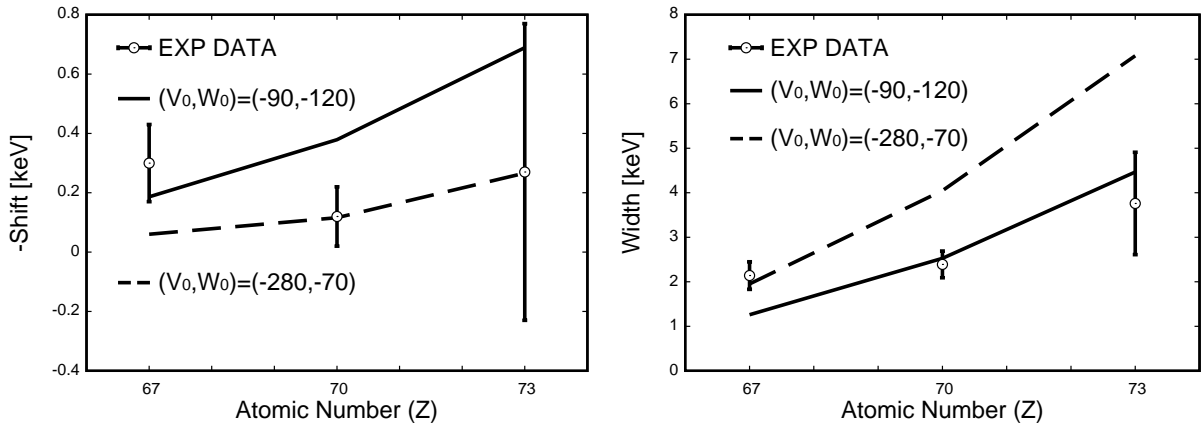 0.8
0.6
0.4
0.2
0
-0.2
-0.4
-Shift [keV]
EXP DATA
(V0,W0)=(-90,-120)
(V0,W0)=(-280,-70)
67
70
73
Atomic Number (Z)
8
7
6
5
4
3
2
1
0
Width [keV]
EXP DATA
(V0,W0)=(-90,-120)
(V0,W0)=(-280,-70)
67
70
73
Atomic Number (Z)